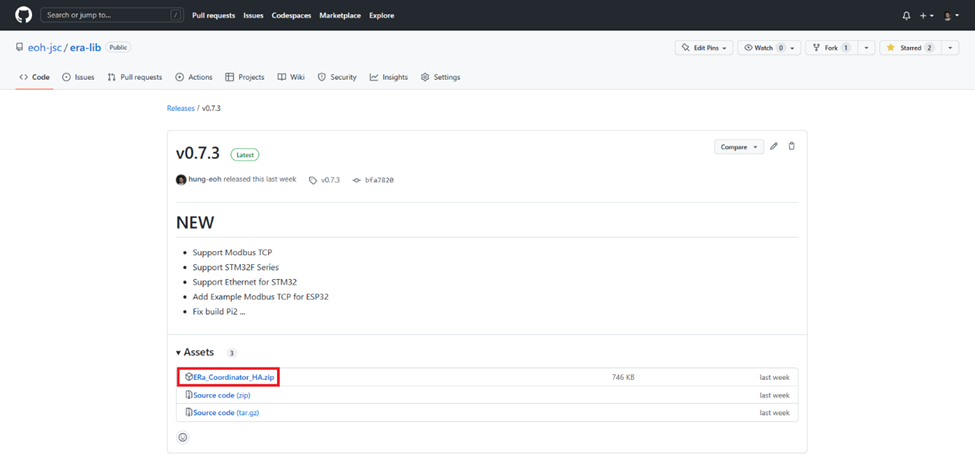 Search or jump to... / Pull requests Issues Codespaces Marketplace Explore
eoh-jsc / era-lib Public Edit Pins Watch 0 Fork 1 Starred 2
Code Issues Pull requests Actions Projects Wiki Security Insights Settings
Releases / v0.7.3
v0.7.3 Latest Compare
hung-eoh released this last week v0.7.3 bfa7820
NEW
Support Modbus TCP
Support STM32F Series
Support Ethernet for STM32
Add Example Modbus TCP for ESP32
Fix build Pi2 ...
Assets 3
ERa_Coordinator_HA.zip 746 KB last week
Source code (zip) last week
Source code (tar.gz) last week